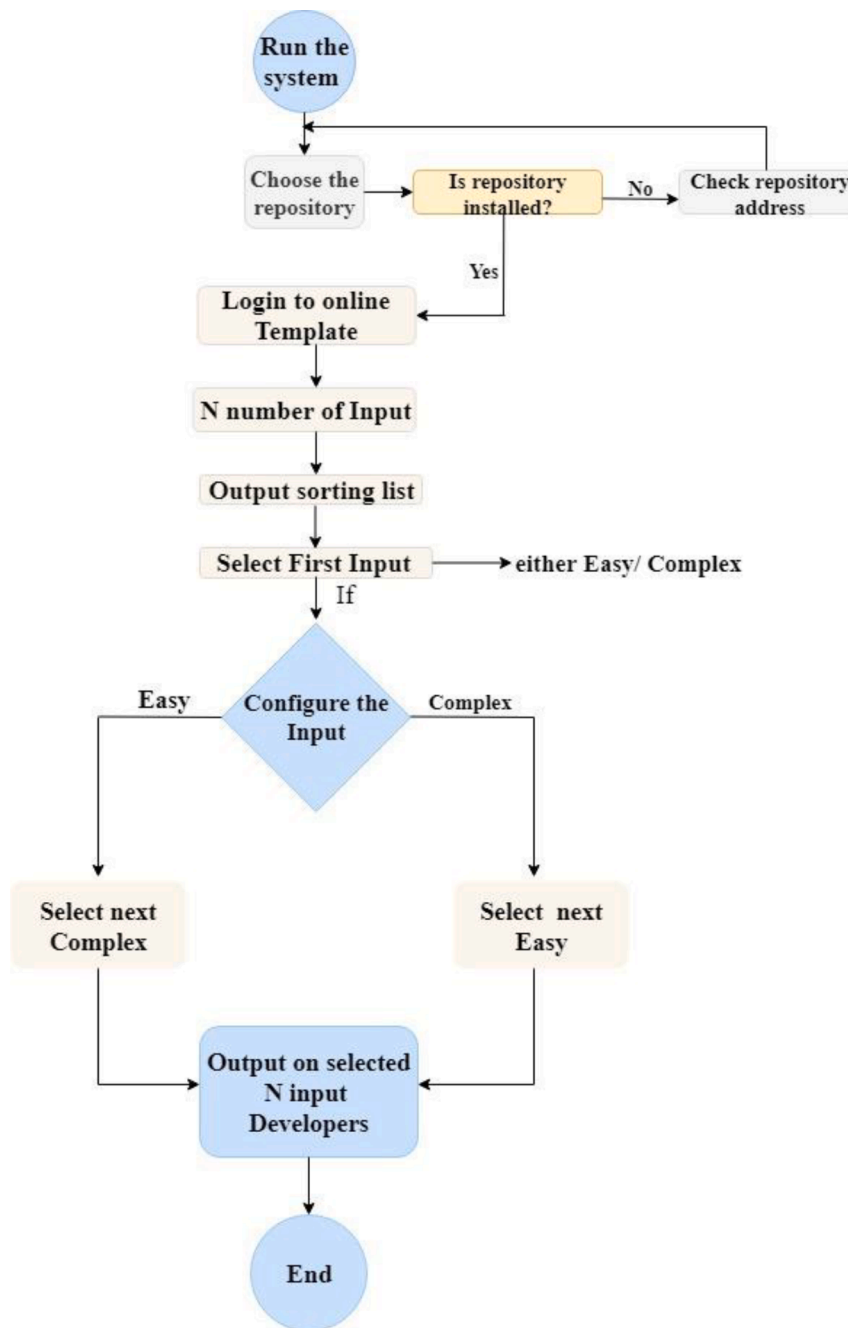 Run the
system
Choose the
repository
Is repository
installed?
No
Check repository
address
Yes
Login to online
Template
N number of Input
Output sorting list
Select First Input
either Easy/ Complex
If
Easy
Configure the
Input
Complex
Select next
Complex
Select next
Easy
Output on selected
N input
Developers
End